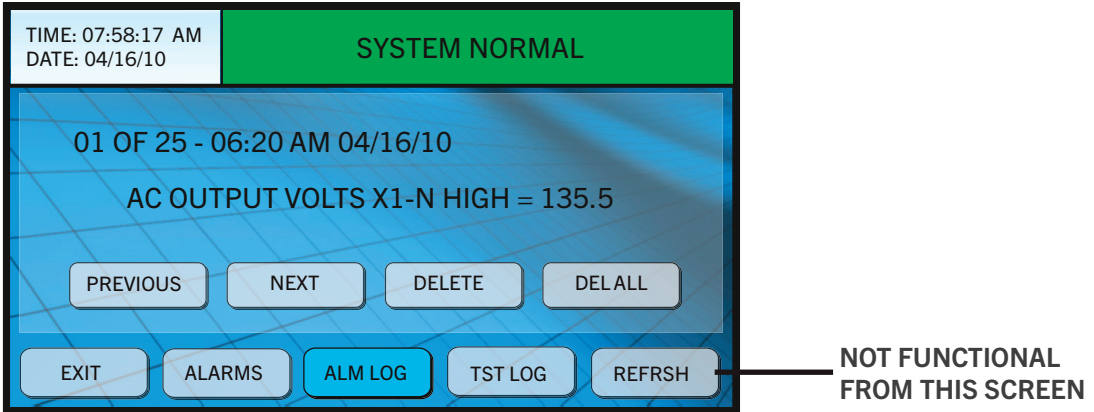 TIME: 07:58:17 AM
DATE: 04/16/10
SYSTEM NORMAL
01 OF 25 - 06:20 AM 04/16/10
AC OUTPUT VOLTS X1-N HIGH = 135.5
PREVIOUS
NEXT
DELETE
DEL ALL
EXIT
ALARMS
ALM LOG
TST LOG
REFRSH
NOT FUNCTIONAL
FROM THIS SCREEN